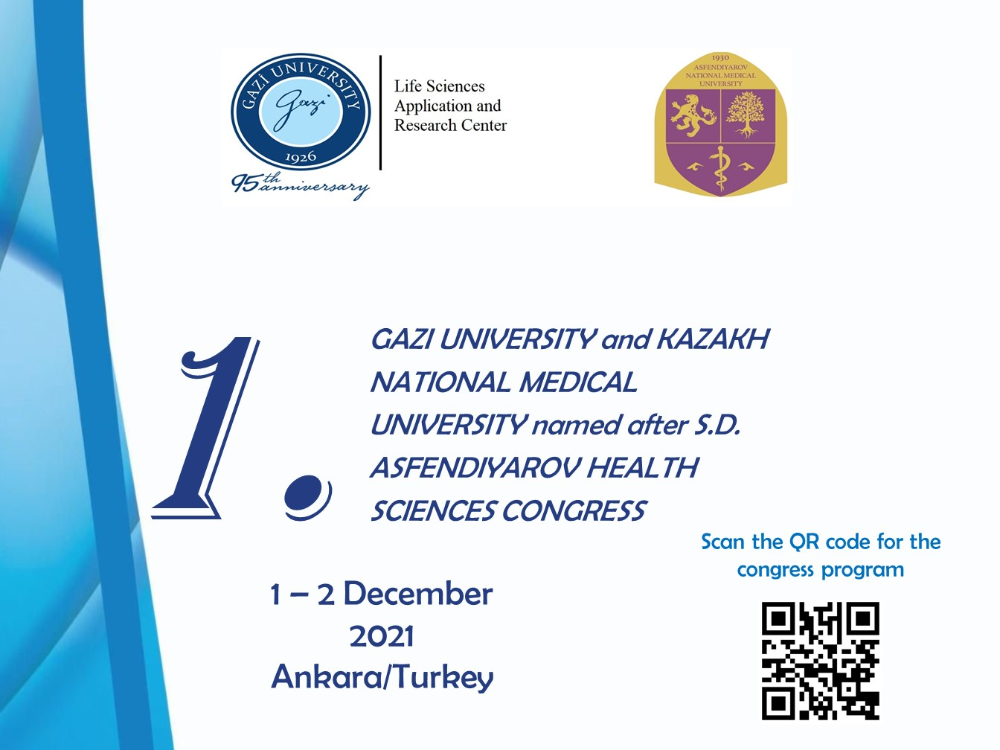 GAZİ UNIVERSITY
Gazi
1926
95th anniversary
Life Sciences
Application and
Research Center
1930
ASFENDIYAROV
NATIONAL MEDICAL
UNIVERSITY
1.
GAZI UNIVERSITY and KAZAKH
NATIONAL MEDICAL
UNIVERSITY named after S.D.
ASFENDIYAROV HEALTH
SCIENCES CONGRESS
Scan the QR code for the
congress program
1 – 2 December
2021
Ankara/Turkey